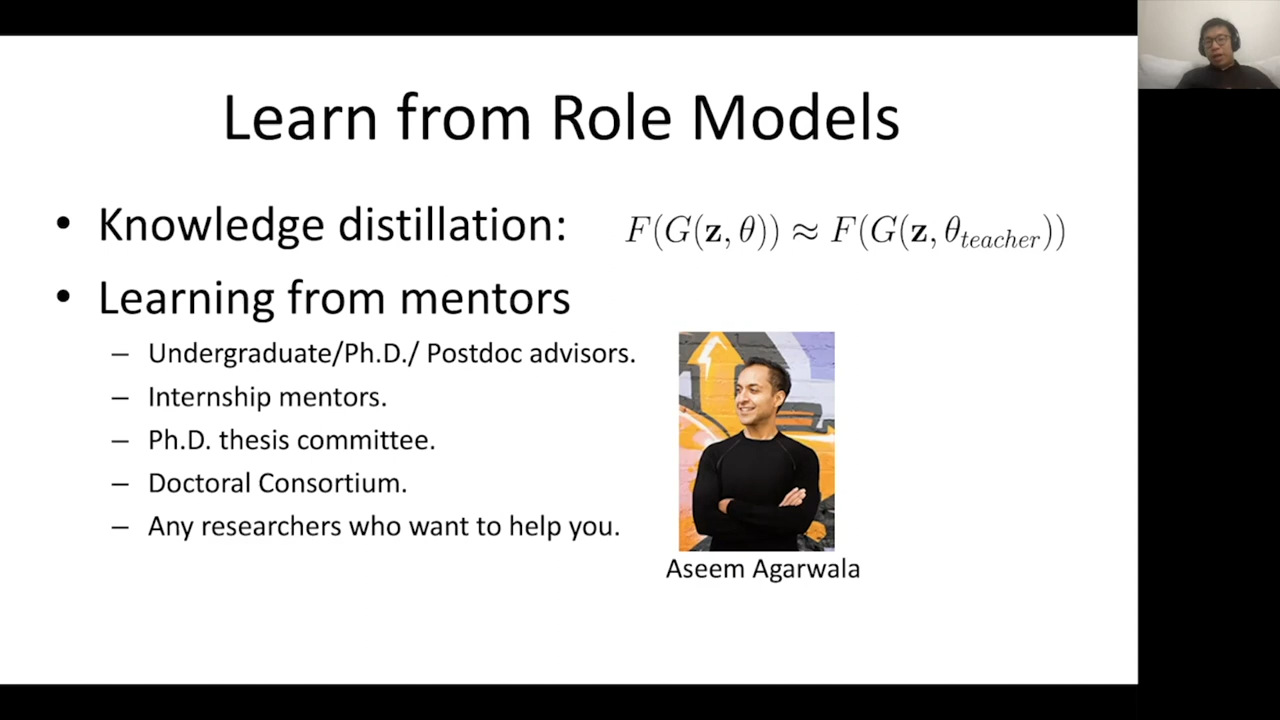 Learn from Role Models
• Knowledge distillation: F(G(z, θ)) ≈ F(G(z, θ_teacher))
• Learning from mentors
– Undergraduate/Ph.D./ Postdoc advisors.
– Internship mentors.
– Ph.D. thesis committee.
– Doctoral Consortium.
– Any researchers who want to help you.
Aseem Agarwala